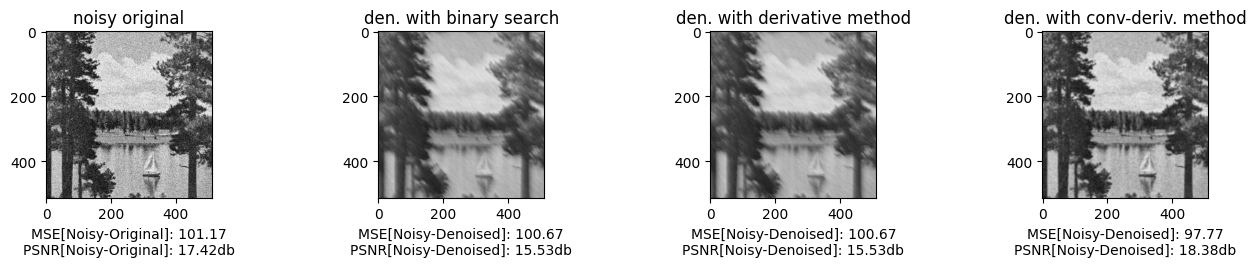 noisy original
0
200
400
0 200 400
MSE[Noisy-Original]: 101.17
PSNR[Noisy-Original]: 17.42db
den. with binary search
0
200
400
0 200 400
MSE[Noisy-Denoised]: 100.67
PSNR[Noisy-Denoised]: 15.53db
den. with derivative method
0
200
400
0 200 400
MSE[Noisy-Denoised]: 100.67
PSNR[Noisy-Denoised]: 15.53db
den. with conv-deriv. method
0
200
400
0 200 400
MSE[Noisy-Denoised]: 97.77
PSNR[Noisy-Denoised]: 18.38db